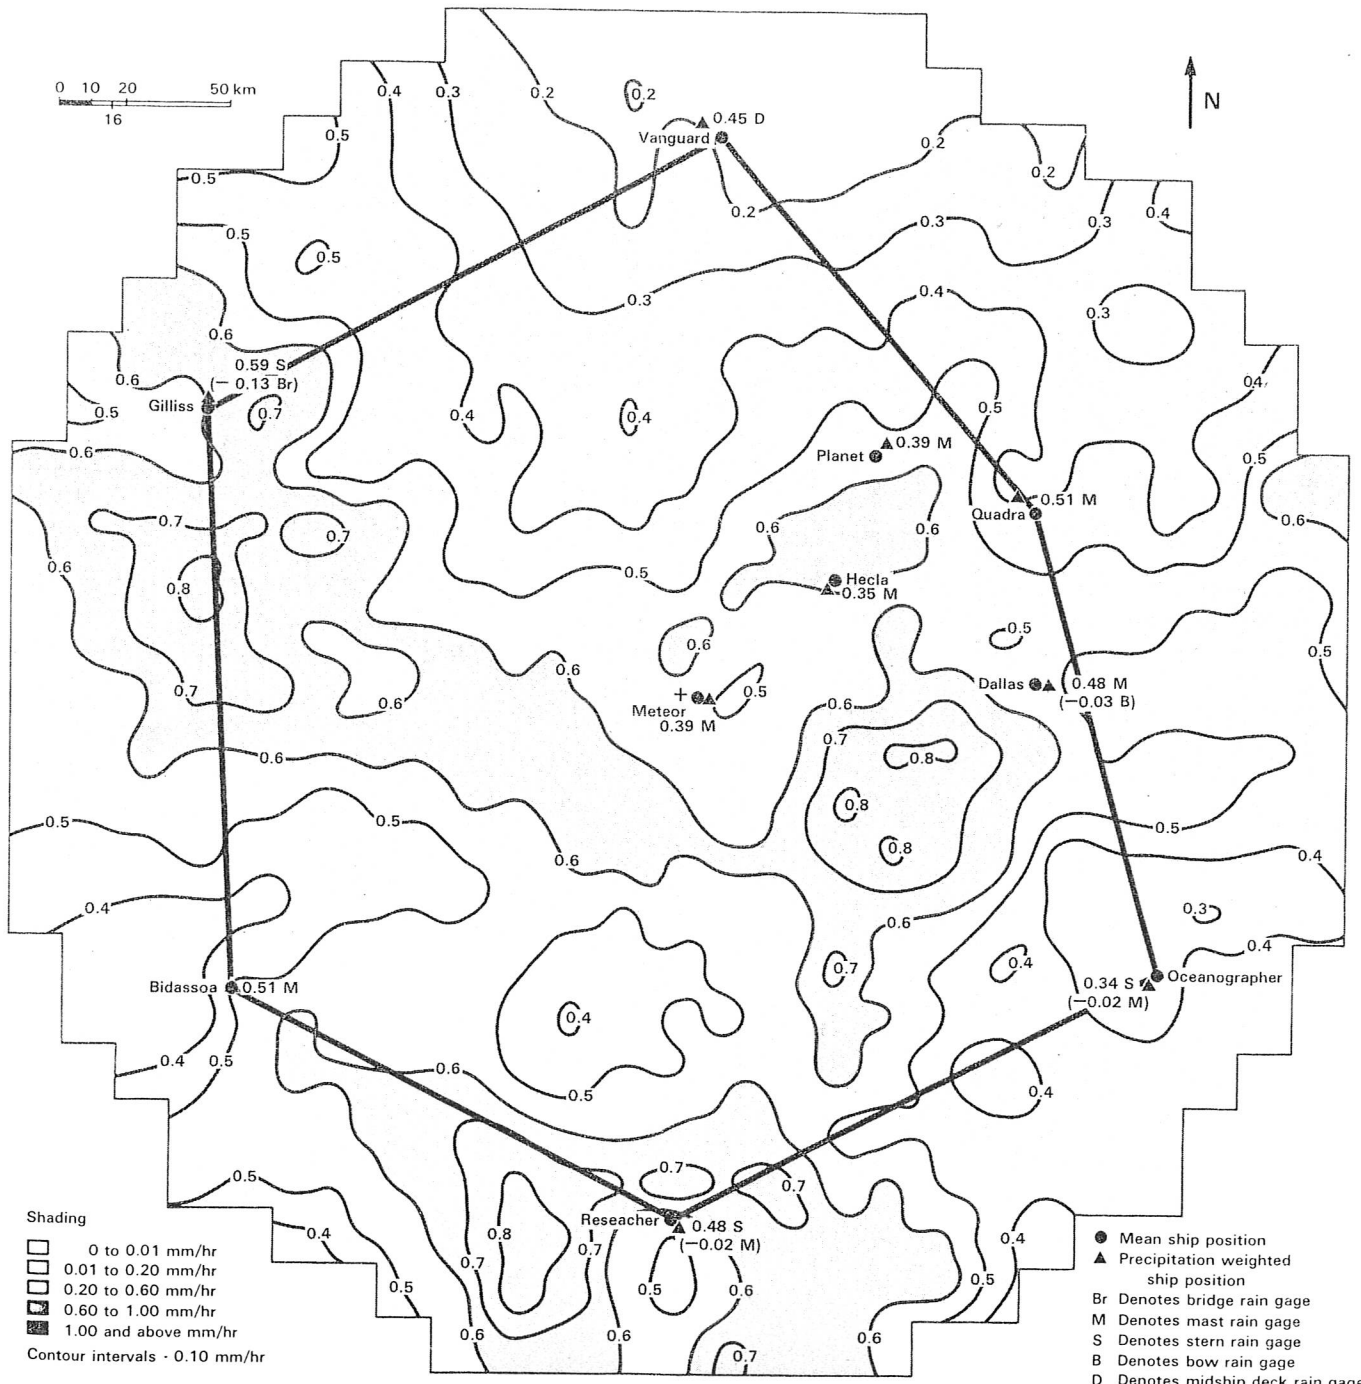 0 10 20 50 km
16
N
0.4 0.3 0.2 0.2
0.45 D
Vanguard
0.5
0.2
0.5
0.2
0.2
0.5
0.3
0.3
0.4
0.5
0.3
0.4
0.3
0.6
0.59 S
(−0.13 Br)
0.6
0.4
Gilliss
0.5
0.7
0.4
0.4
0.5
0.39 M
Planet
0.6
0.5
0.51 M
Quadra
0.7
0.6
0.6
0.6
0.7
0.6
0.5
Hecla
0.35 M
0.8
0.5
0.6
0.5
0.6
Dallas
0.48 M
(−0.03 B)
0.7
0.6
+
0.5
0.6
Meteor
0.39 M
0.7
0.6
0.8
0.8
0.5
0.5
0.5
0.8
0.6
0.4
0.4
0.3
0.6
0.4
0.7
0.4
Oceanographer
0.34 S
(−0.02 M)
Bidassoa
0.51 M
0.4
0.4
0.5
0.6
0.5
0.4
0.5
0.7
0.7
Reseacher
0.48 S
(−0.02 M)
0.8
0.4
0.7
0.7
0.4
0.5
0.5
0.5
0.6
0.6
0.6
0.6
0.7
Shading
0 to 0.01 mm/hr
0.01 to 0.20 mm/hr
0.20 to 0.60 mm/hr
0.60 to 1.00 mm/hr
1.00 and above mm/hr
Contour intervals - 0.10 mm/hr
Mean ship position
Precipitation weighted
ship position
Br Denotes bridge rain gage
M Denotes mast rain gage
S Denotes stern rain gage
B Denotes bow rain gage
D Denotes midship deck rain gage